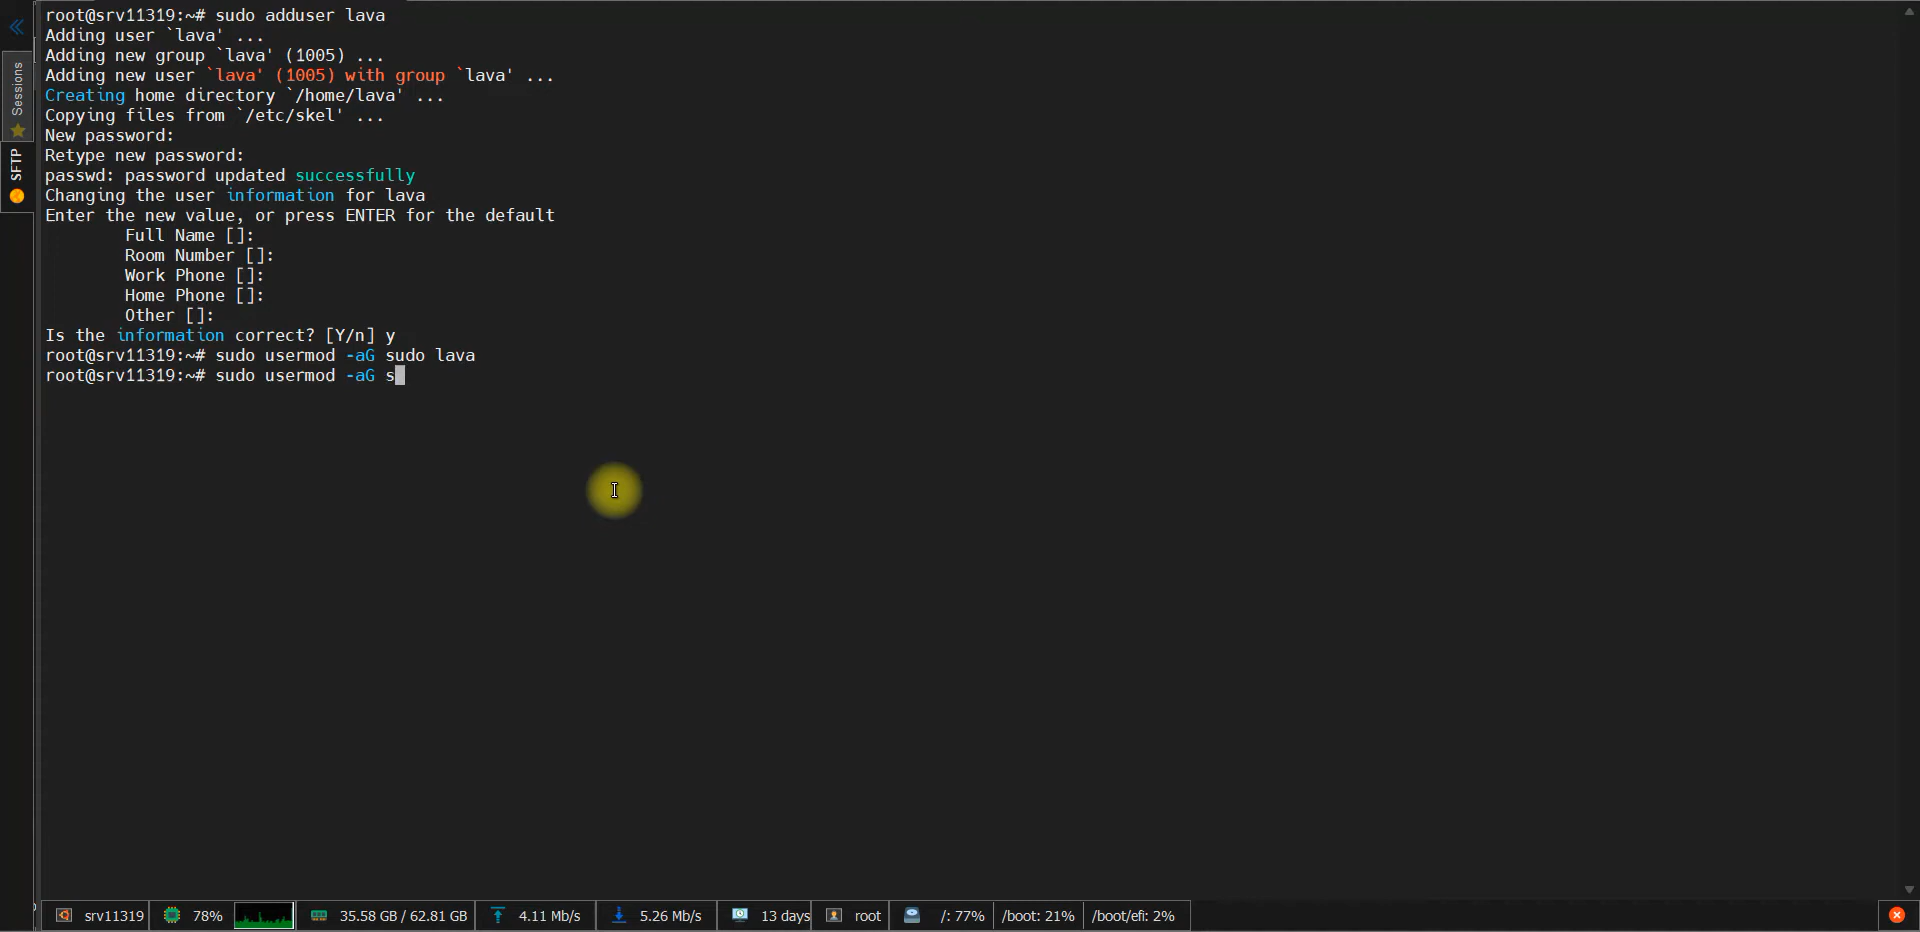 root@srv11319:~# sudo adduser lava
Adding user `lava' ...
Adding new group `lava' (1005) ...
Adding new user `lava' (1005) with group `lava' ...
Creating home directory `/home/lava' ...
Copying files from `/etc/skel' ...
New password:
Retype new password:
passwd: password updated successfully
Changing the user information for lava
Enter the new value, or press ENTER for the default
Full Name []:
Room Number []:
Work Phone []:
Home Phone []:
Other []:
Is the information correct? [Y/n] y
root@srv11319:~# sudo usermod -aG sudo lava
root@srv11319:~# sudo usermod -aG s
Sessions
SFTP
srv11319 78% 35.58 GB / 62.81 GB 4.11 Mb/s 5.26 Mb/s 13 days root /: 77% /boot: 21% /boot/efi: 2%